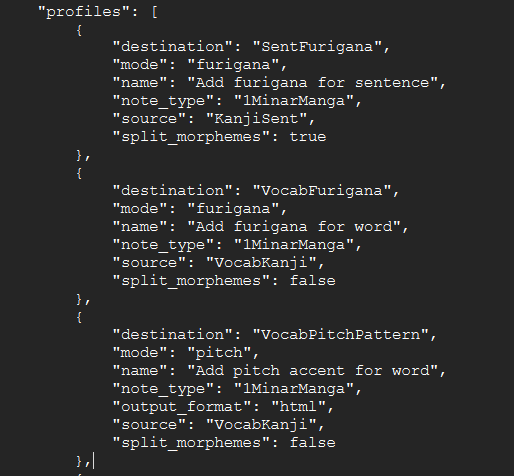 "profiles": [
{
"destination": "SentFurigana",
"mode": "furigana",
"name": "Add furigana for sentence",
"note_type": "1MinarManga",
"source": "KanjiSent",
"split_morphemes": true
},
{
"destination": "VocabFurigana",
"mode": "furigana",
"name": "Add furigana for word",
"note_type": "1MinarManga",
"source": "VocabKanji",
"split_morphemes": false
},
{
"destination": "VocabPitchPattern",
"mode": "pitch",
"name": "Add pitch accent for word",
"note_type": "1MinarManga",
"output_format": "html",
"source": "VocabKanji",
"split_morphemes": false
},